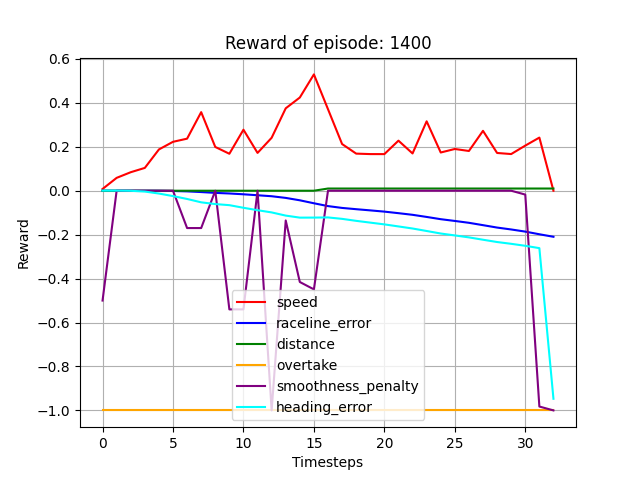 Reward of episode: 1400
0.6
0.4
0.2
0.0
−0.2
−0.4
−0.6
−0.8
−1.0
Reward
speed
raceline_error
distance
overtake
smoothness_penalty
heading_error
0 5 10 15 20 25 30
Timesteps